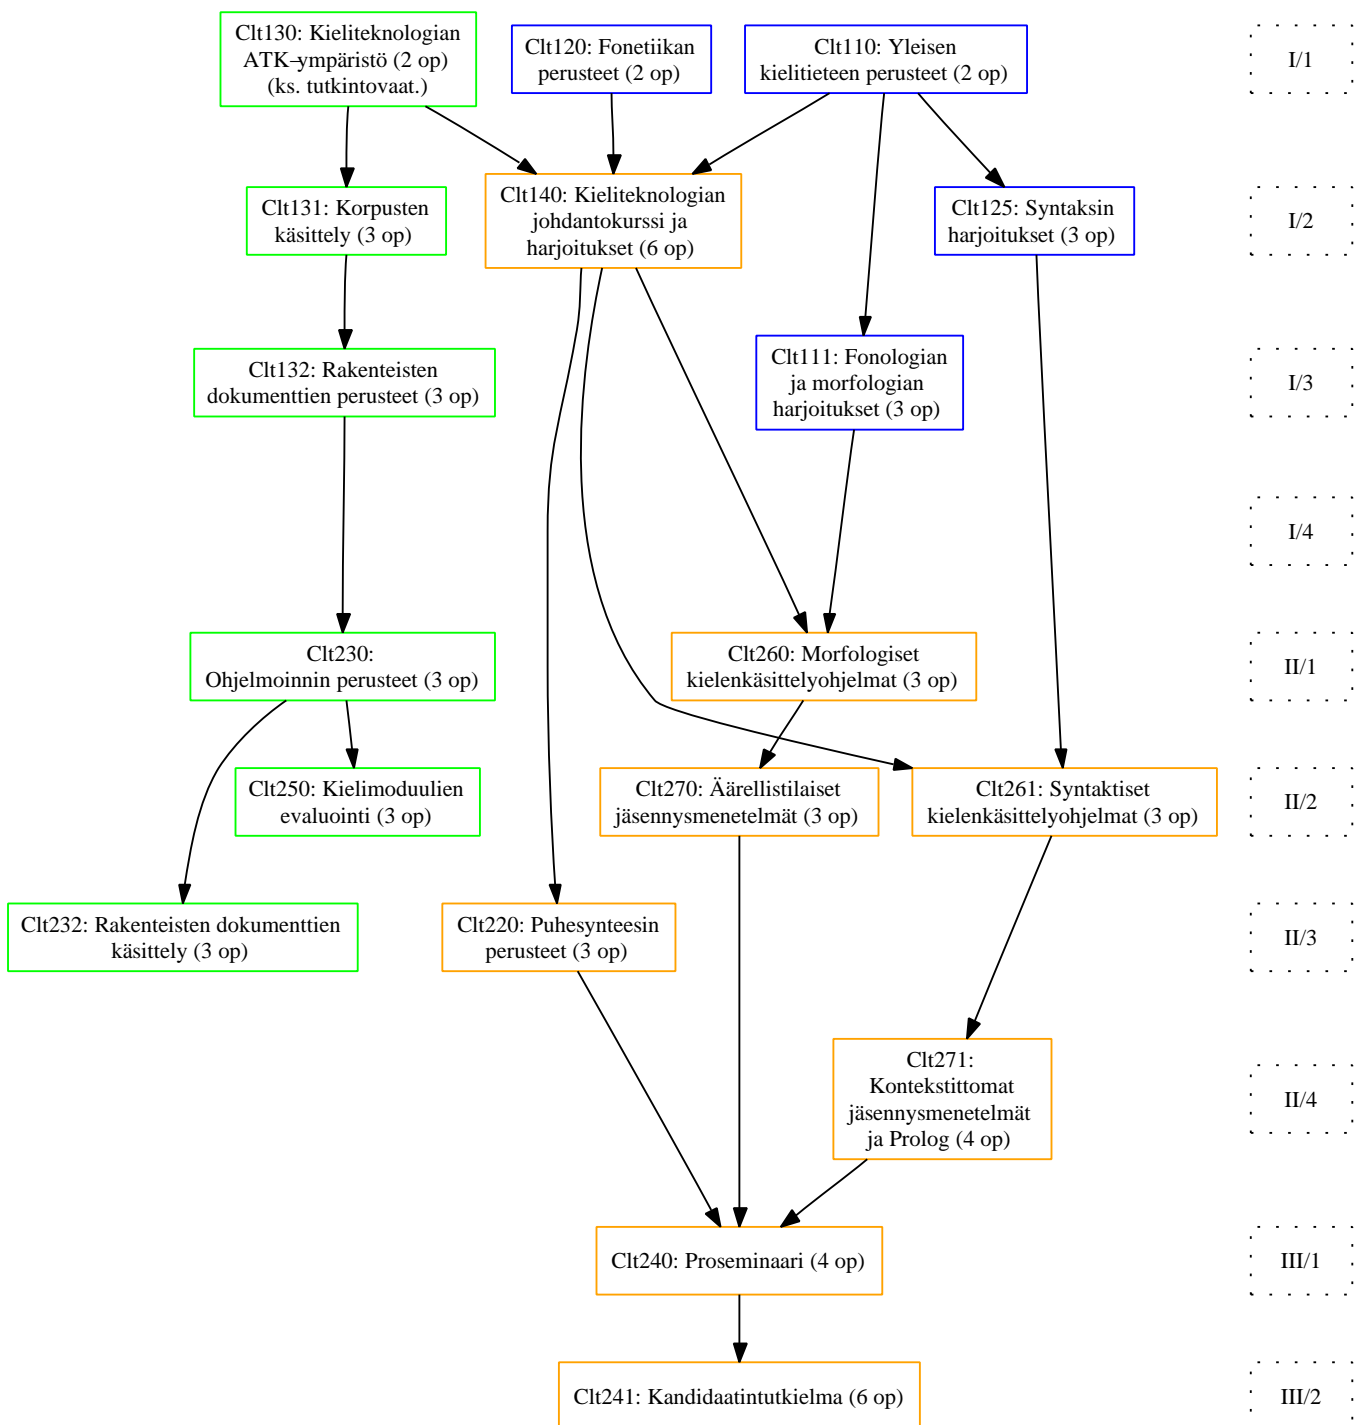 Clt130: Kieliteknologian
ATK-ympäristö (2 op)
(ks. tutkintovaat.)
Clt120: Fonetiikan
perusteet (2 op)
Clt110: Yleisen
kielitieteen perusteet (2 op)
I/1
Clt131: Korpusten
käsittely (3 op)
Clt140: Kieliteknologian
johdantokurssi ja
harjoitukset (6 op)
Clt125: Syntaksin
harjoitukset (3 op)
I/2
Clt132: Rakenteisten
dokumenttien perusteet (3 op)
Clt111: Fonologian
ja morfologian
harjoitukset (3 op)
I/3
I/4
Clt230:
Ohjelmoinnin perusteet (3 op)
Clt260: Morfologiset
kielenkäsittelyohjelmat (3 op)
II/1
Clt250: Kielimoduulien
evaluointi (3 op)
Clt270: Äärellistilaiset
jäsennysmenetelmät (3 op)
Clt261: Syntaktiset
kielenkäsittelyohjelmat (3 op)
II/2
Clt232: Rakenteisten dokumenttien
käsittely (3 op)
Clt220: Puhesynteesin
perusteet (3 op)
II/3
Clt271:
Kontekstittomat
jäsennysmenetelmät
ja Prolog (4 op)
II/4
Clt240: Proseminaari (4 op)
III/1
Clt241: Kandidaatintutkielma (6 op)
III/2